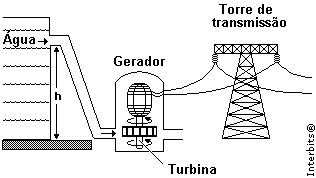 Torre de
transmissão
Água
Gerador
h
Turbina
Interbits®